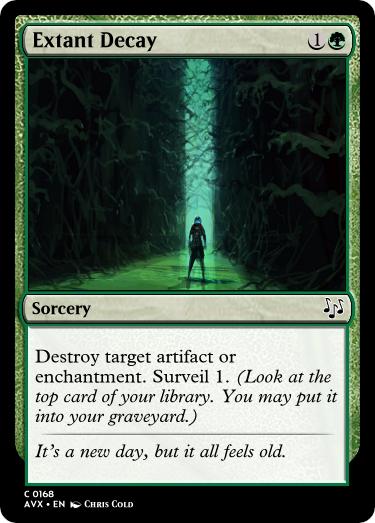 Extant Decay
1
Sorcery
Destroy target artifact or
enchantment. Surveil 1. (Look at the
top card of your library. You may put it
into your graveyard.)
It's a new day, but it all feels old.
C 0168
AVX • EN Chris Cold